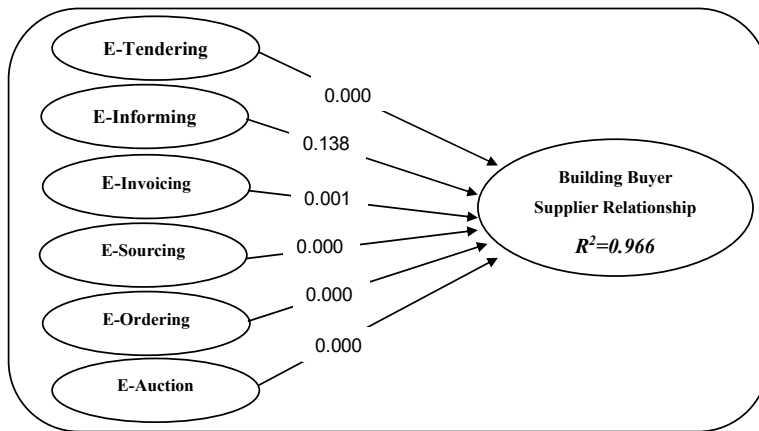 E-Tendering
0.000
E-Informing
0.138
E-Invoicing
0.001
E-Sourcing
0.000
E-Ordering
0.000
E-Auction
0.000
Building Buyer
Supplier Relationship
R²=0.966